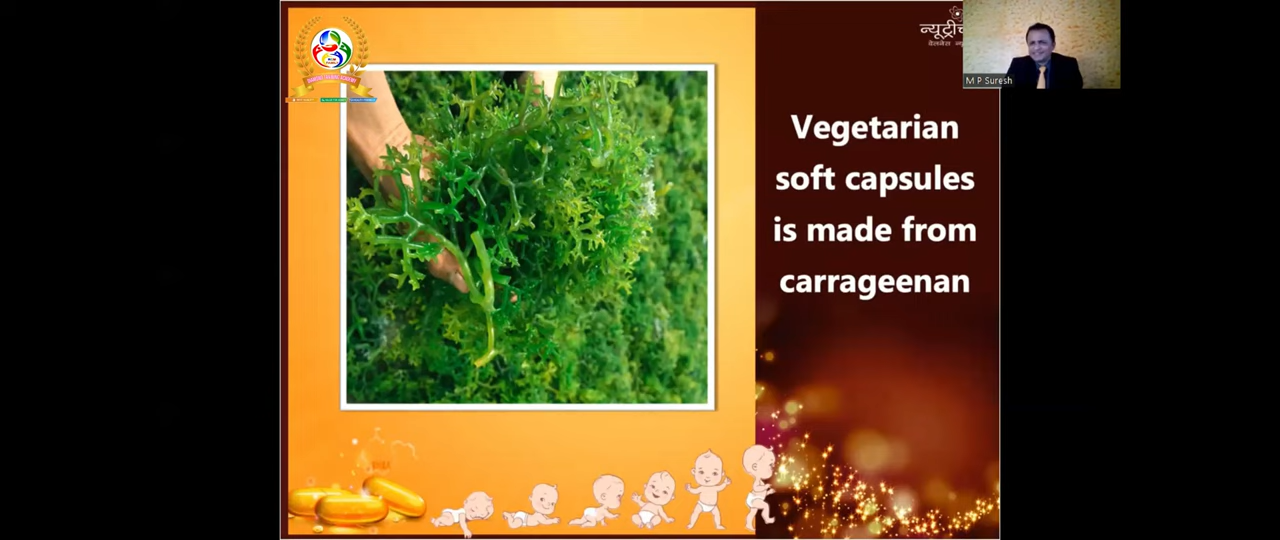 M P Suresh
Vegetarian
soft capsules
is made from
carrageenan